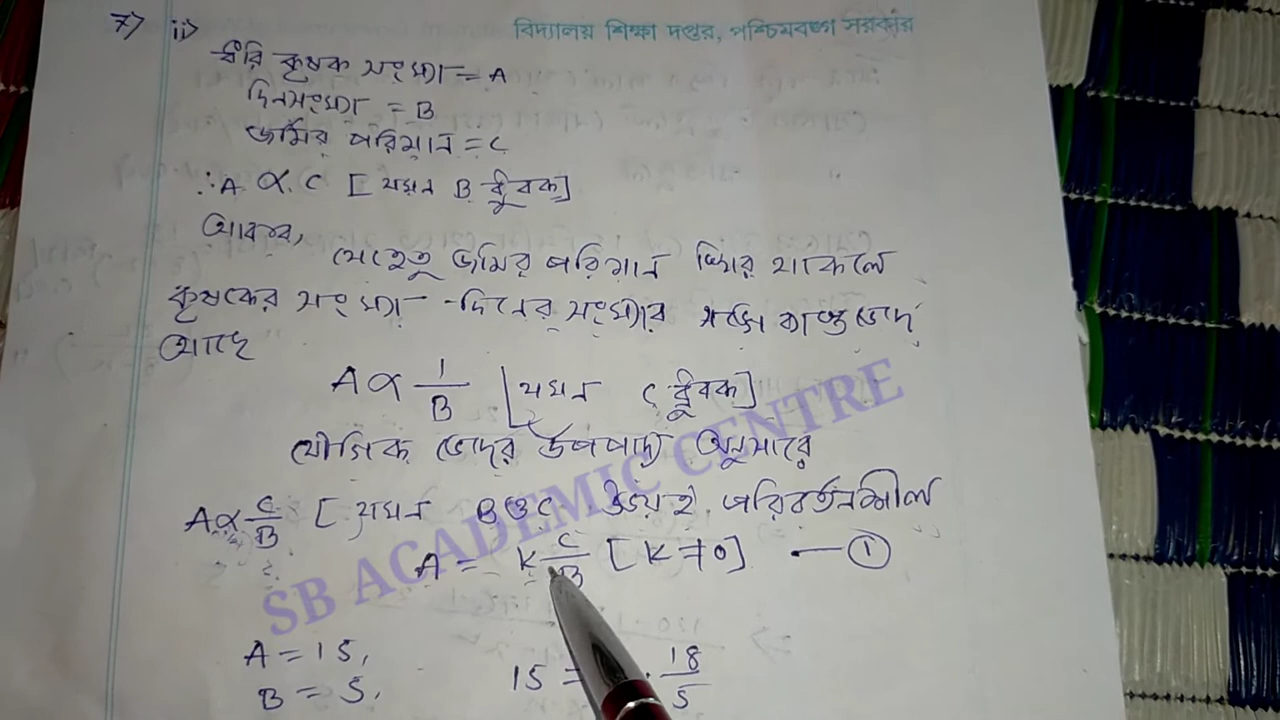 7) ii)
বিদ্যালয় শিক্ষা দপ্তর, পশ্চিমবঙ্গ সরকার
ধরি কৃষক সংখ্যা = A
দিনসংখ্যা = B
জমির পরিমান = C
∴ A ∝ C [ যখন B ধ্রুবক]
আবার,
যেহেতু জমির পরিমান স্থির থাকলে
কৃষকের সংখ্যা দিনের সংখ্যার সঙ্গে ব্যস্তভেদে
আছে
A ∝ 1/B [যখন C ধ্রুবক]
যৌগিক ভেদের উপপাদ্য অনুসারে
A ∝ C/B [ যখন B ও C উভয়ই পরিবর্তনশীল
A = K C/B [K ≠ 0] — ①
SB ACADEMIC CENTRE
A = 15,
B = 5,
15 = . 18/5